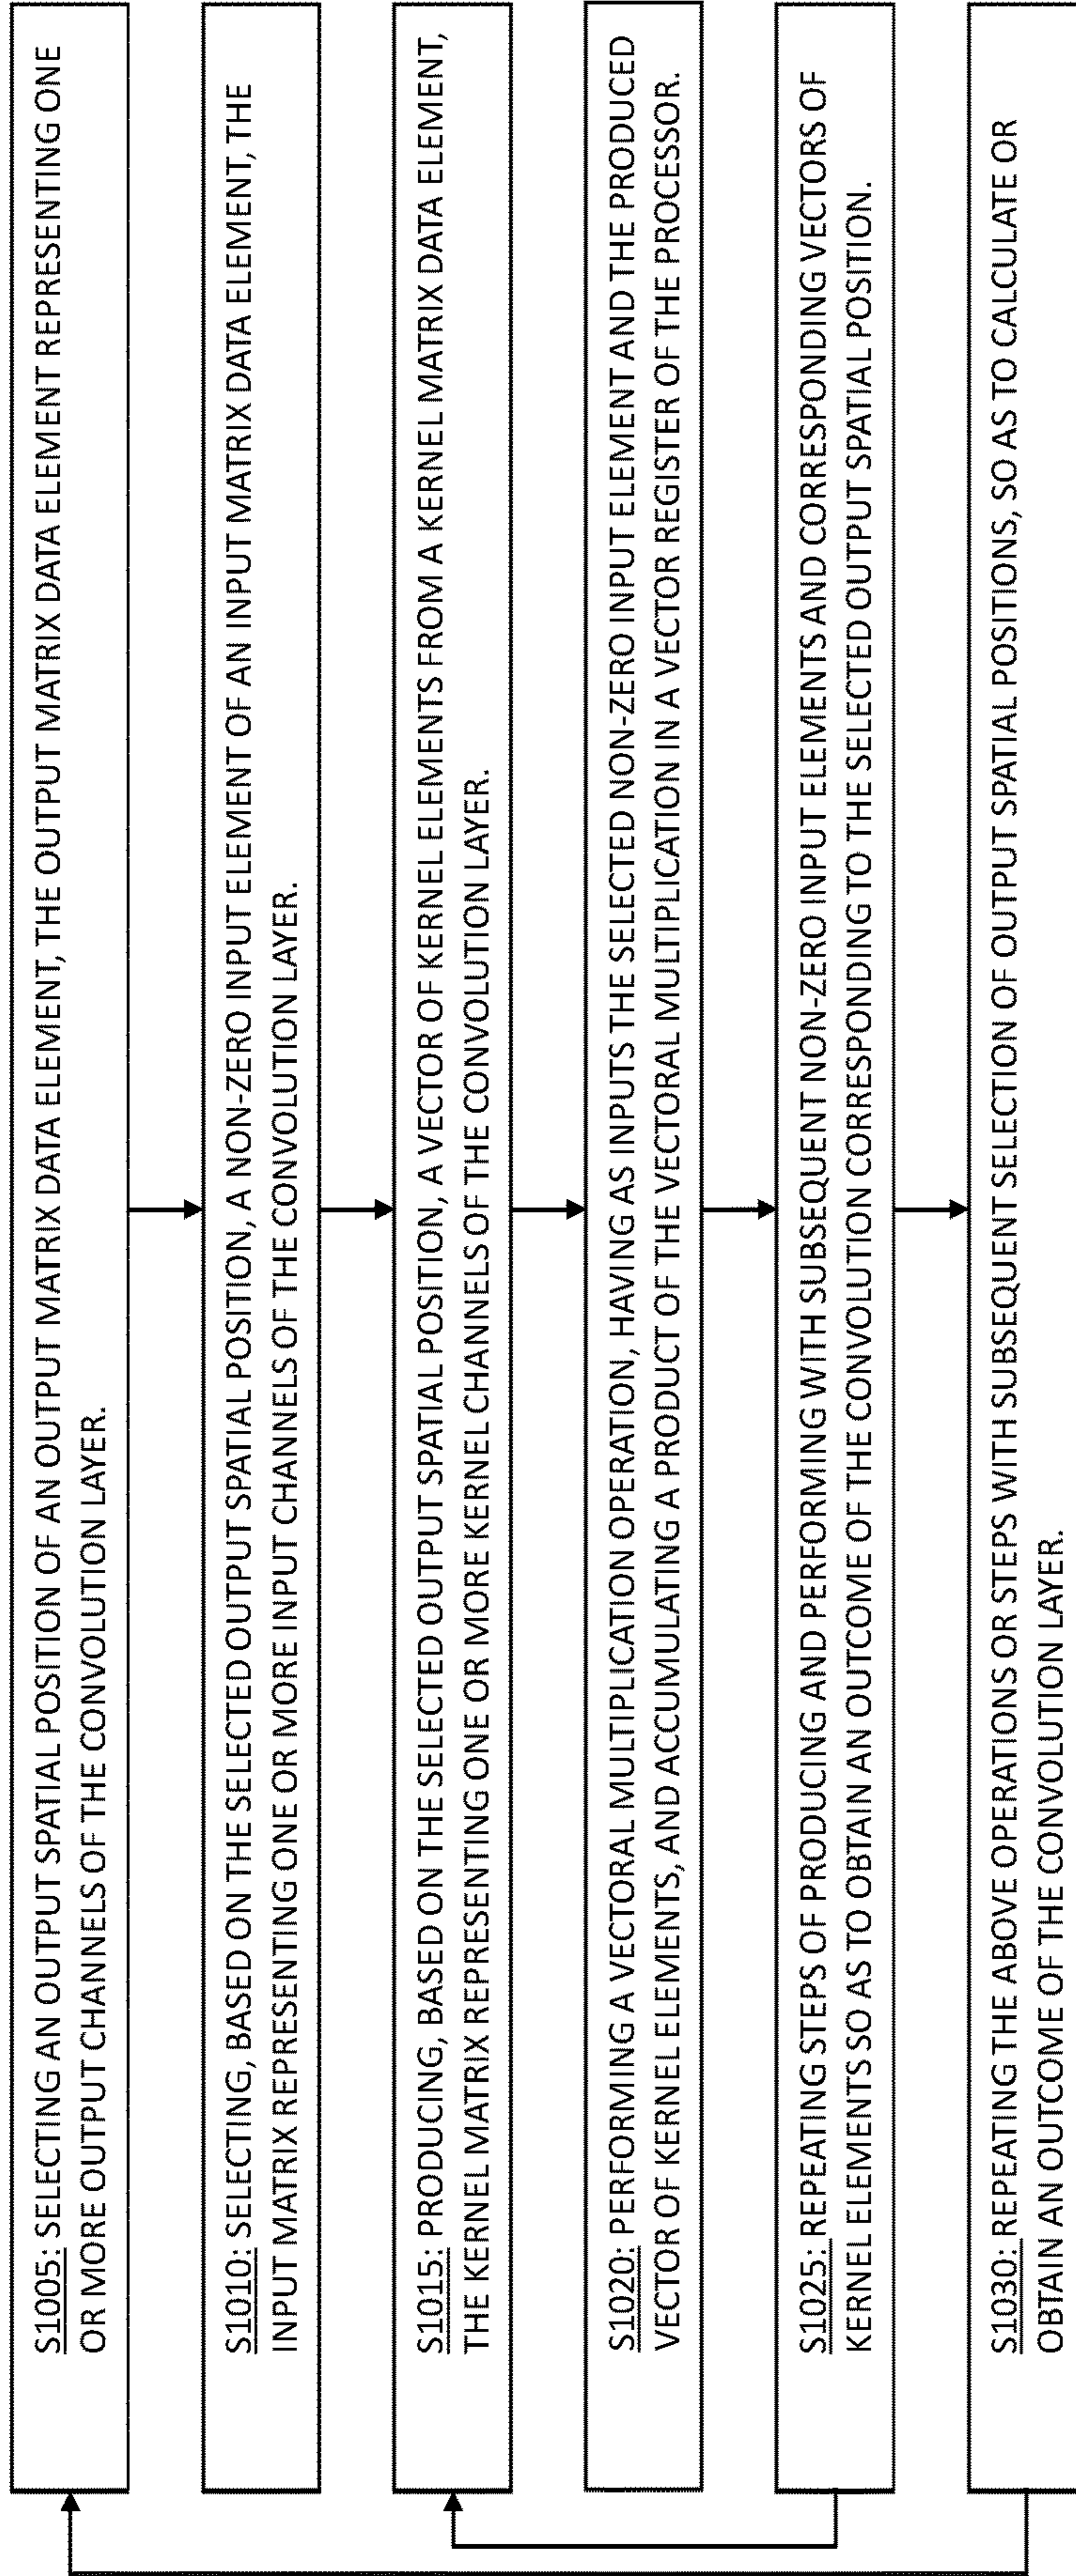 S1005: SELECTING AN OUTPUT SPATIAL POSITION OF AN OUTPUT MATRIX DATA ELEMENT, THE OUTPUT MATRIX DATA ELEMENT REPRESENTING ONE
OR MORE OUTPUT CHANNELS OF THE CONVOLUTION LAYER.
S1010: SELECTING, BASED ON THE SELECTED OUTPUT SPATIAL POSITION, A NON-ZERO INPUT ELEMENT OF AN INPUT MATRIX DATA ELEMENT, THE
INPUT MATRIX REPRESENTING ONE OR MORE INPUT CHANNELS OF THE CONVOLUTION LAYER.
S1015: PRODUCING, BASED ON THE SELECTED OUTPUT SPATIAL POSITION, A VECTOR OF KERNEL ELEMENTS FROM A KERNEL MATRIX DATA ELEMENT,
THE KERNEL MATRIX REPRESENTING ONE OR MORE KERNEL CHANNELS OF THE CONVOLUTION LAYER.
S1020: PERFORMING A VECTORAL MULTIPLICATION OPERATION, HAVING AS INPUTS THE SELECTED NON-ZERO INPUT ELEMENT AND THE PRODUCED
VECTOR OF KERNEL ELEMENTS, AND ACCUMULATING A PRODUCT OF THE VECTORAL MULTIPLICATION IN A VECTOR REGISTER OF THE PROCESSOR.
S1025: REPEATING STEPS OF PRODUCING AND PERFORMING WITH SUBSEQUENT NON-ZERO INPUT ELEMENTS AND CORRESPONDING VECTORS OF
KERNEL ELEMENTS SO AS TO OBTAIN AN OUTCOME OF THE CONVOLUTION CORRESPONDING TO THE SELECTED OUTPUT SPATIAL POSITION.
S1030: REPEATING THE ABOVE OPERATIONS OR STEPS WITH SUBSEQUENT SELECTION OF OUTPUT SPATIAL POSITIONS, SO AS TO CALCULATE OR
OBTAIN AN OUTCOME OF THE CONVOLUTION LAYER.